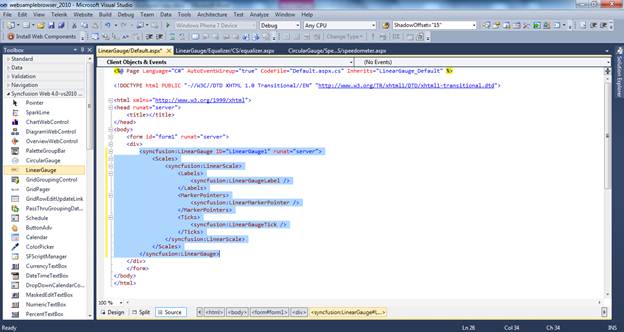 websamplebrowser_2010 - Microsoft Visual Studio
File Edit View Telerik Website Build Debug Team Data Tools Architecture Test Analyze Window Help
Debug Any CPU ShadowOffset="15"
Install Web Components Windows Phone 7 Device
Toolbox
LinearGauge/Default.aspx* LinearGauge/Equalizer/CS/equalizer.aspx CircularGauge/Spe...S/speedometer.aspx
Client Objects & Events (No Events)
Standard
Data
Validation
Navigation
Syncfusion Web 4.0-vs2010 ...
Pointer
SparkLine
ChartWebControl
DiagramWebControl
OverviewWebControl
PaletteGroupBar
CircularGauge
LinearGauge
GridGroupingControl
GridPager
GridRowEditUpdateLink
PassThruGroupingDat...
Schedule
ButtonAdv
Calendar
ColorPicker
SFScriptManager
CurrencyTextBox
DateTimeTextBox
DropDownCalendarCo...
MaskedEditTextBox
NumericTextBox
PercentTextBox
<%@ Page Language="C#" AutoEventWireup="true" CodeFile="Default.aspx.cs" Inherits="LinearGauge_Default" %>
<!DOCTYPE html PUBLIC "-//W3C//DTD XHTML 1.0 Transitional//EN" "http://www.w3.org/TR/xhtml1/DTD/xhtml1-transitional.dtd">
<html xmlns="http://www.w3.org/1999/xhtml">
<head runat="server">
<title></title>
</head>
<body>
<form id="form1" runat="server">
<div>
<syncfusion:LinearGauge ID="LinearGauge1" runat="server">
<Scales>
<syncfusion:LinearScale>
<Labels>
<syncfusion:LinearGaugeLabel />
</Labels>
<MarkerPointers>
<syncfusion:LinearMarkerPointer />
</MarkerPointers>
<Ticks>
<syncfusion:LinearGaugeTick />
</Ticks>
</syncfusion:LinearScale>
</Scales>
</syncfusion:LinearGauge>
</div>
</form>
</body>
</html>
Solution Explorer
100 %
Design Split Source <html> <body> <form#form1> <div> <syncfusion:LinearGauge#L...>
Ln 26 Col 34 Ch 34 INS